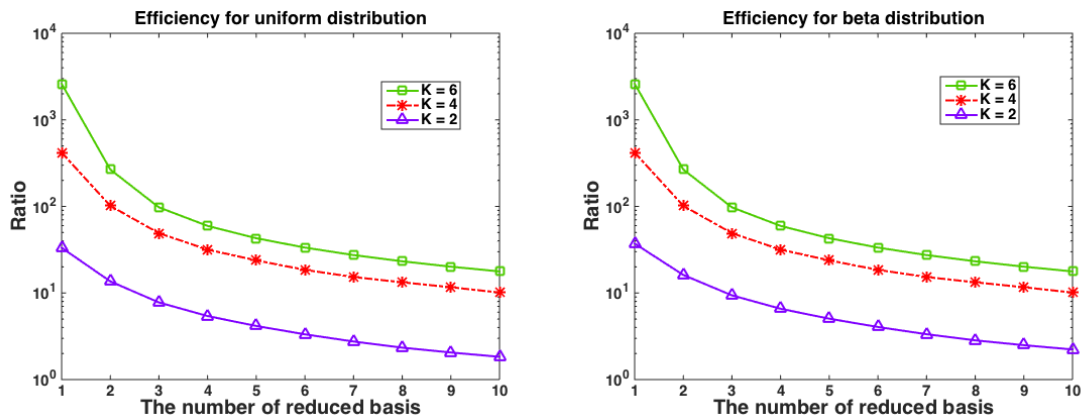 Efficiency for uniform distribution
10^4
10^3
10^2
10^1
10^0
Ratio
K = 6
K = 4
K = 2
1 2 3 4 5 6 7 8 9 10
The number of reduced basis
Efficiency for beta distribution
10^4
10^3
10^2
10^1
10^0
Ratio
K = 6
K = 4
K = 2
1 2 3 4 5 6 7 8 9 10
The number of reduced basis